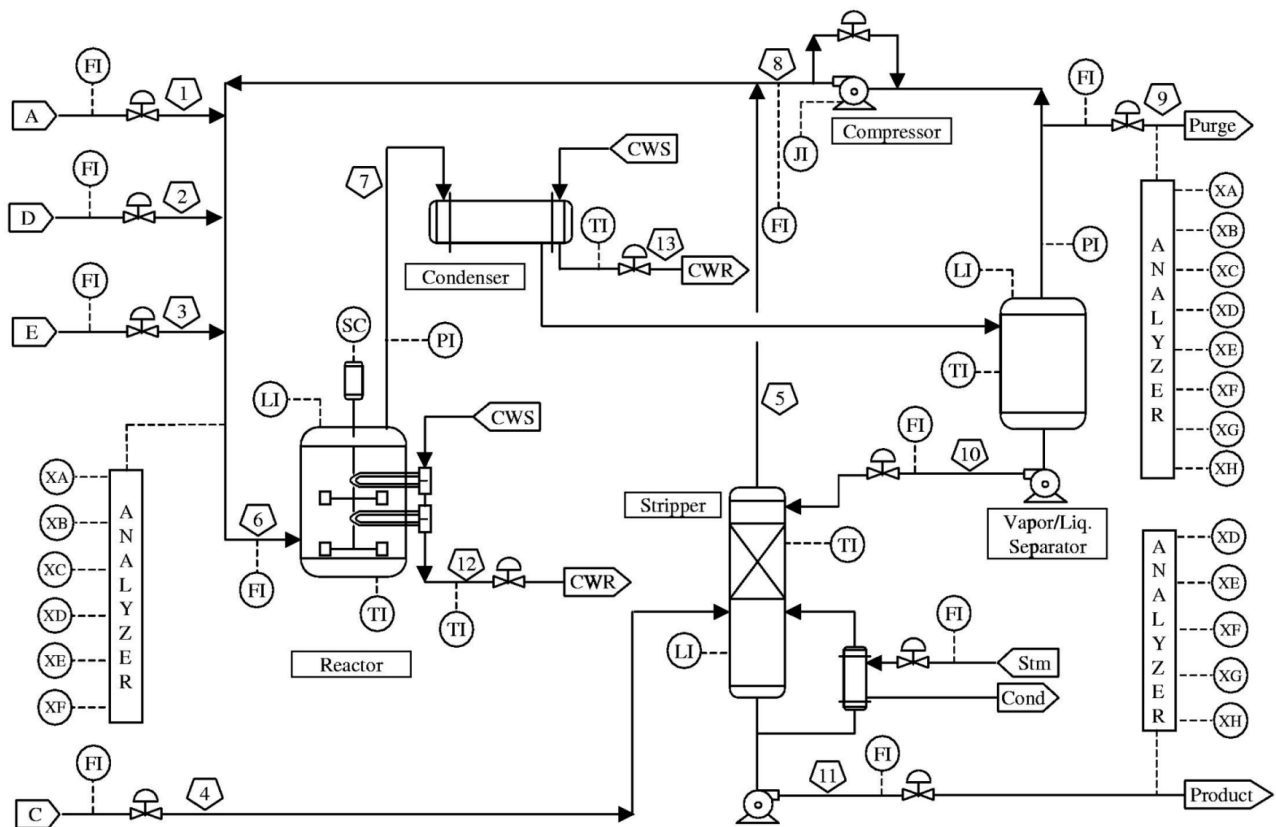 FI
1
A
FI
2
D
FI
3
E
8
FI
9
Purge
JI
Compressor
FI
7
CWS
TI
13
CWR
Condenser
SC
PI
LI
CWS
6
FI
12
CWR
TI
TI
Reactor
ANALYZER
XA
XB
XC
XD
XE
XF
LI
PI
TI
FI
10
Vapor/Liq.
Separator
5
Stripper
TI
LI
FI
Stm
Cond
ANALYZER
XA
XB
XC
XD
XE
XF
XG
XH
ANALYZER
XD
XE
XF
XG
XH
FI
4
C
11
FI
Product